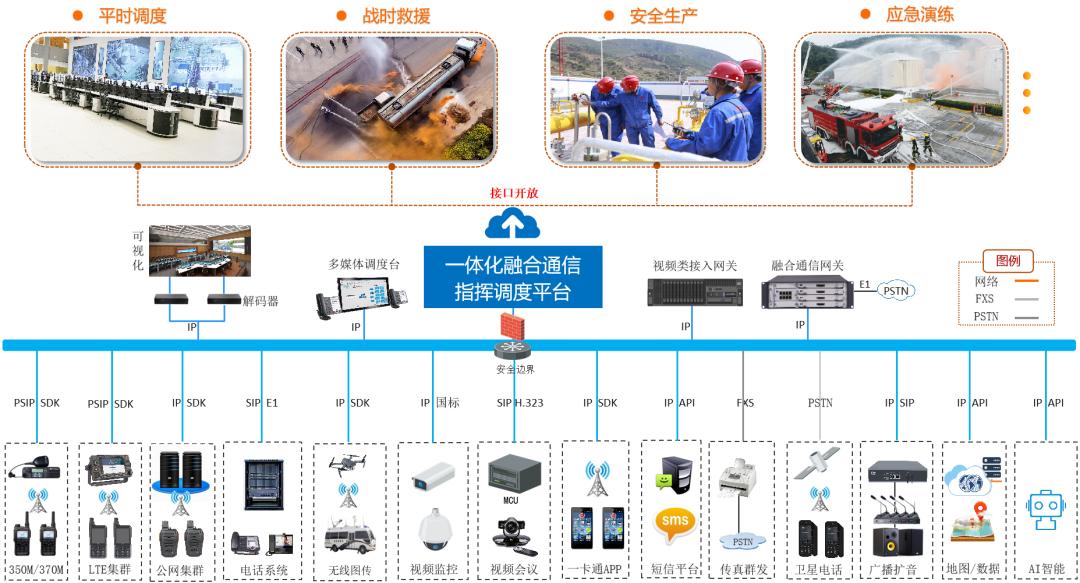 平时调度
战时救援
安全生产
应急演练
接口开放
可视化
解码器
IP
多媒体调度台
IP
一体化融合通信
指挥调度平台
视频类接入网关
IP
融合通信网关
E1
PSTN
IP
图例
网络
FXS
PSTN
安全边界
PSIP SDK
PSIP SDK
IP SDK
SIP E1
IP SDK
IP 国标
SIP H.323
IP SDK
IP API
FXS
PSTN
IP SIP
IP API
IP API
MCU
sms
PSTN
350M/370M
LTE集群
公网集群
电话系统
无线图传
视频监控
视频会议
一卡通APP
短信平台
传真群发
卫星电话
广播扩音
地图/数据
AI智能